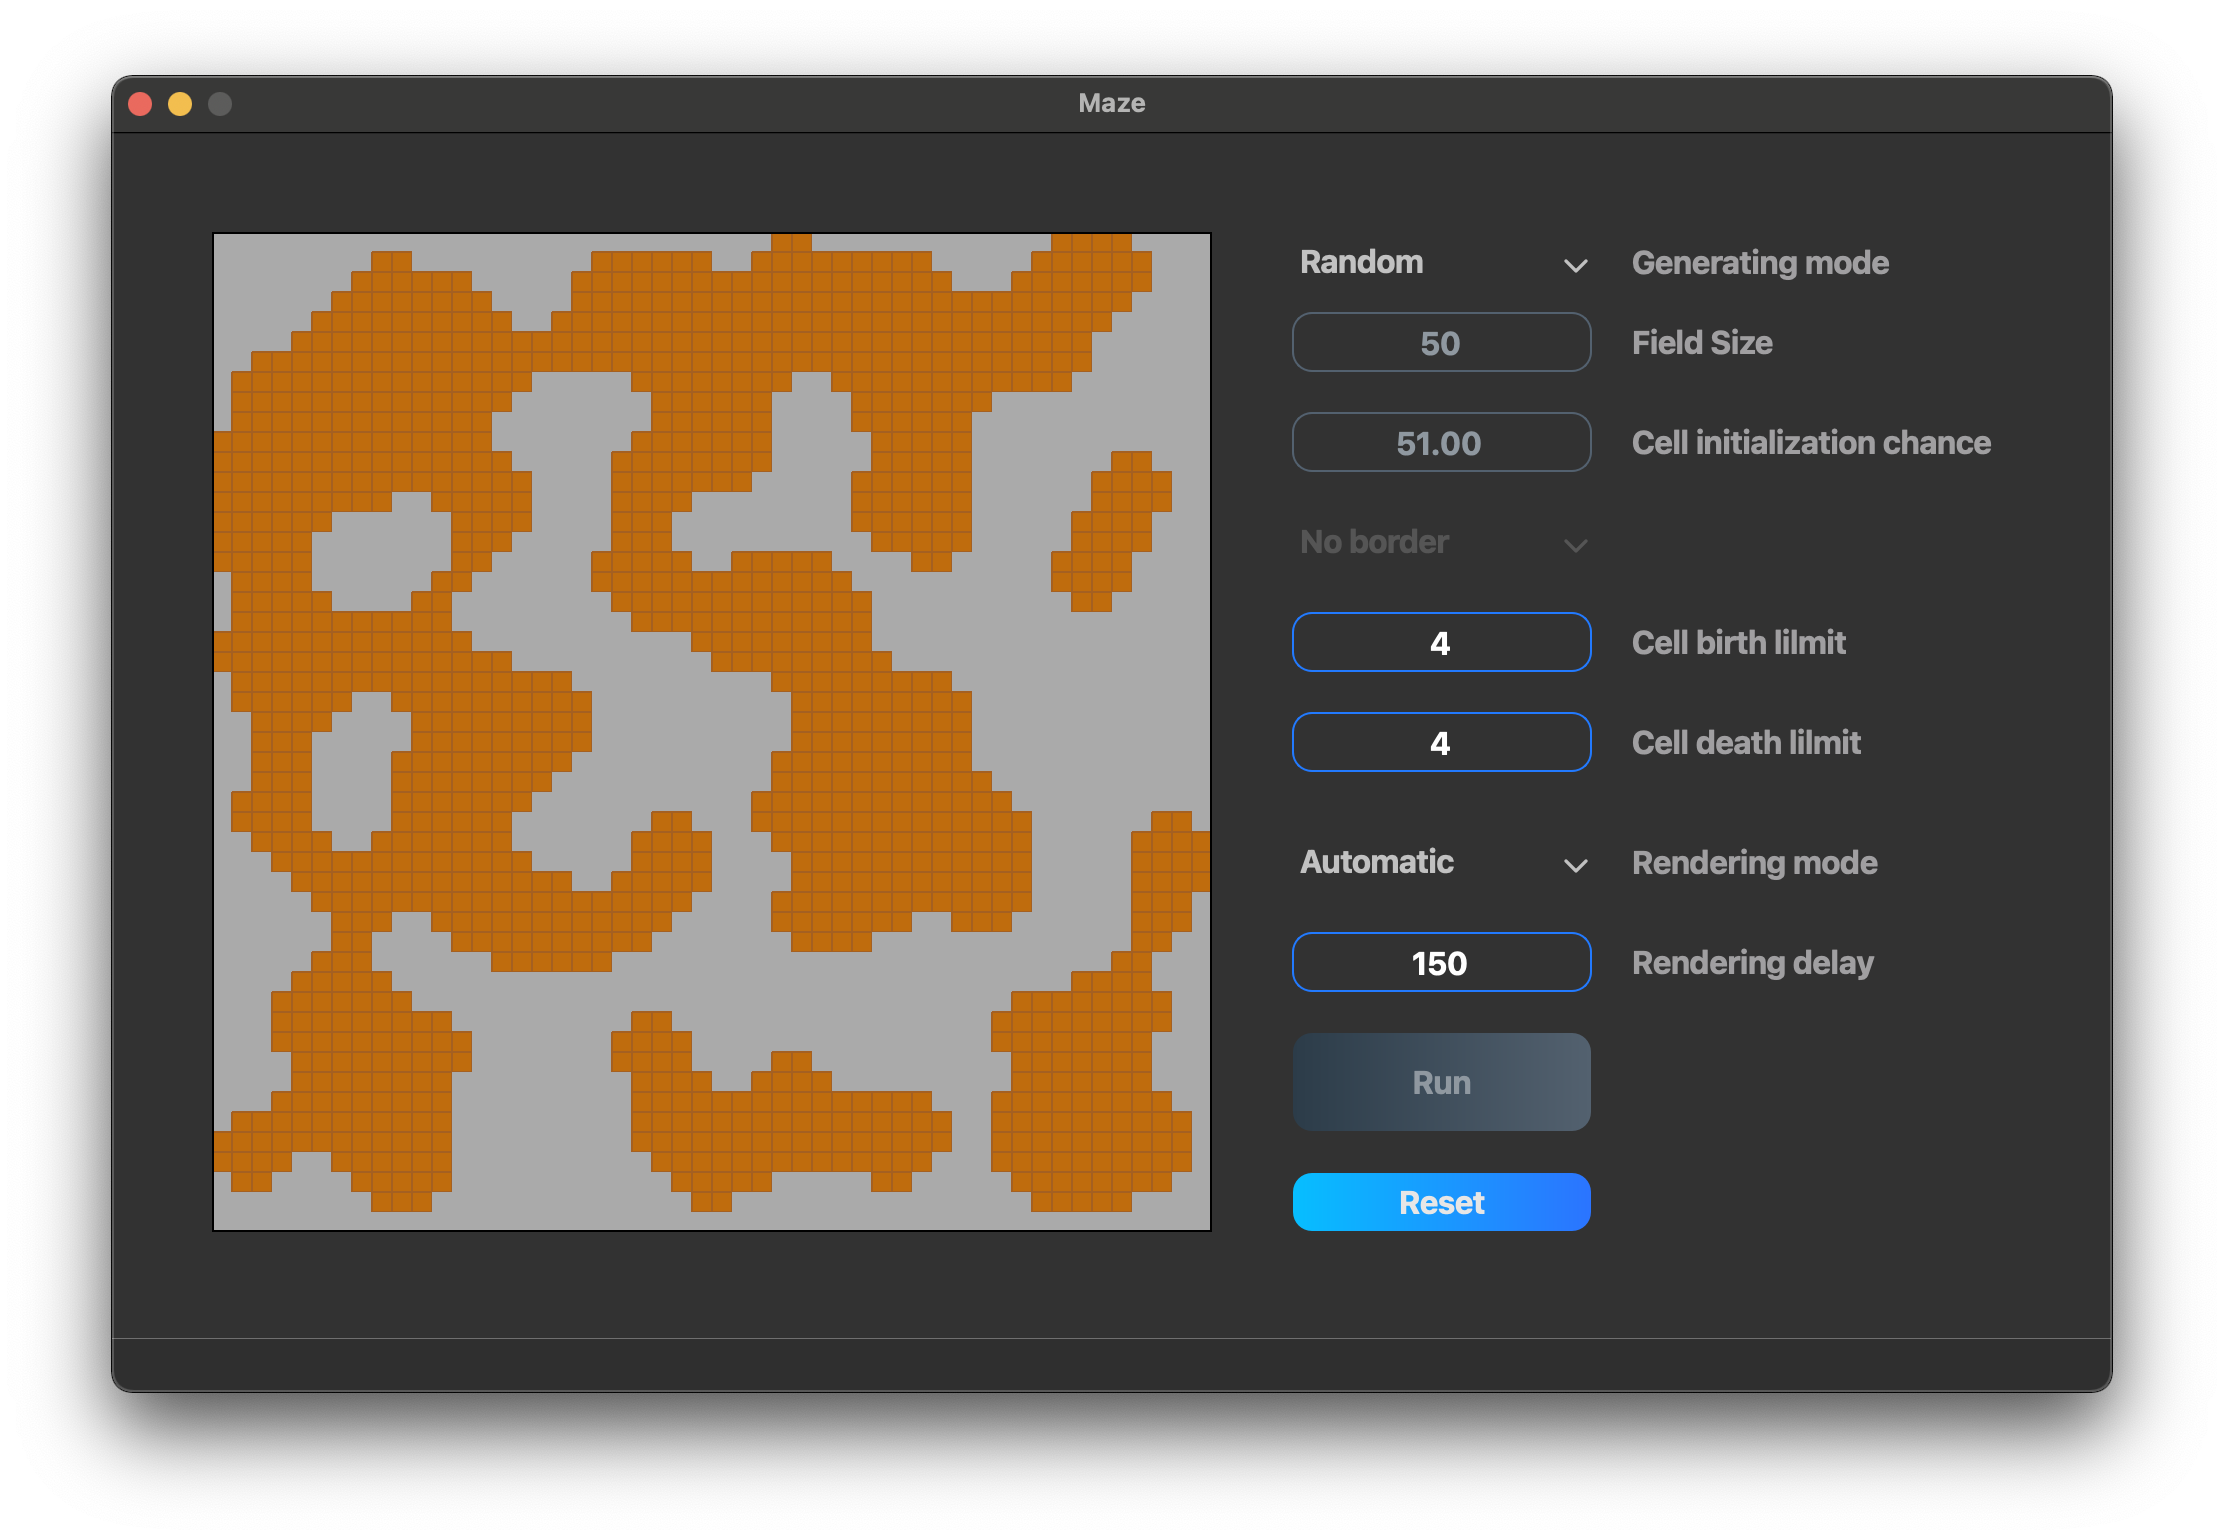 Maze
Random Generating mode
50 Field Size
51.00 Cell initialization chance
No border
4 Cell birth lilmit
4 Cell death lilmit
Automatic Rendering mode
150 Rendering delay
Run
Reset